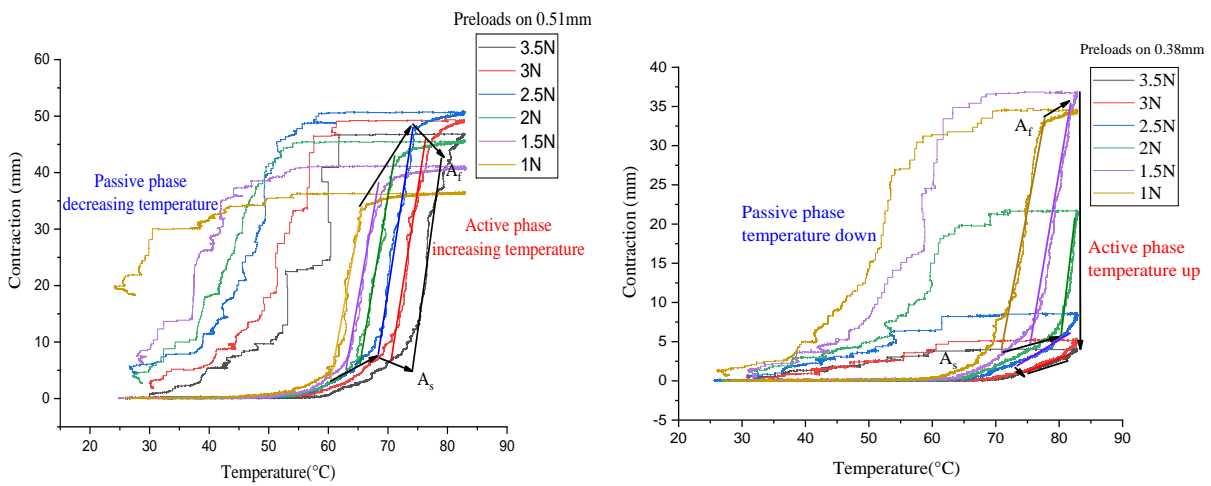 Preloads on 0.51mm
3.5N
3N
2.5N
2N
1.5N
1N
60
50
40
30
20
10
0
Contraction (mm)
Passive phase
decreasing temperature
Active phase
increasing temperature
Af
As
20
30
40
50
60
70
80
90
Temperature(°C)
Preloads on 0.38mm
3.5N
3N
2.5N
2N
1.5N
1N
40
35
30
25
20
15
10
5
0
-5
Contraction (mm)
Passive phase
temperature down
Active phase
temperature up
Af
As
20
30
40
50
60
70
80
90
Temperature(°C)